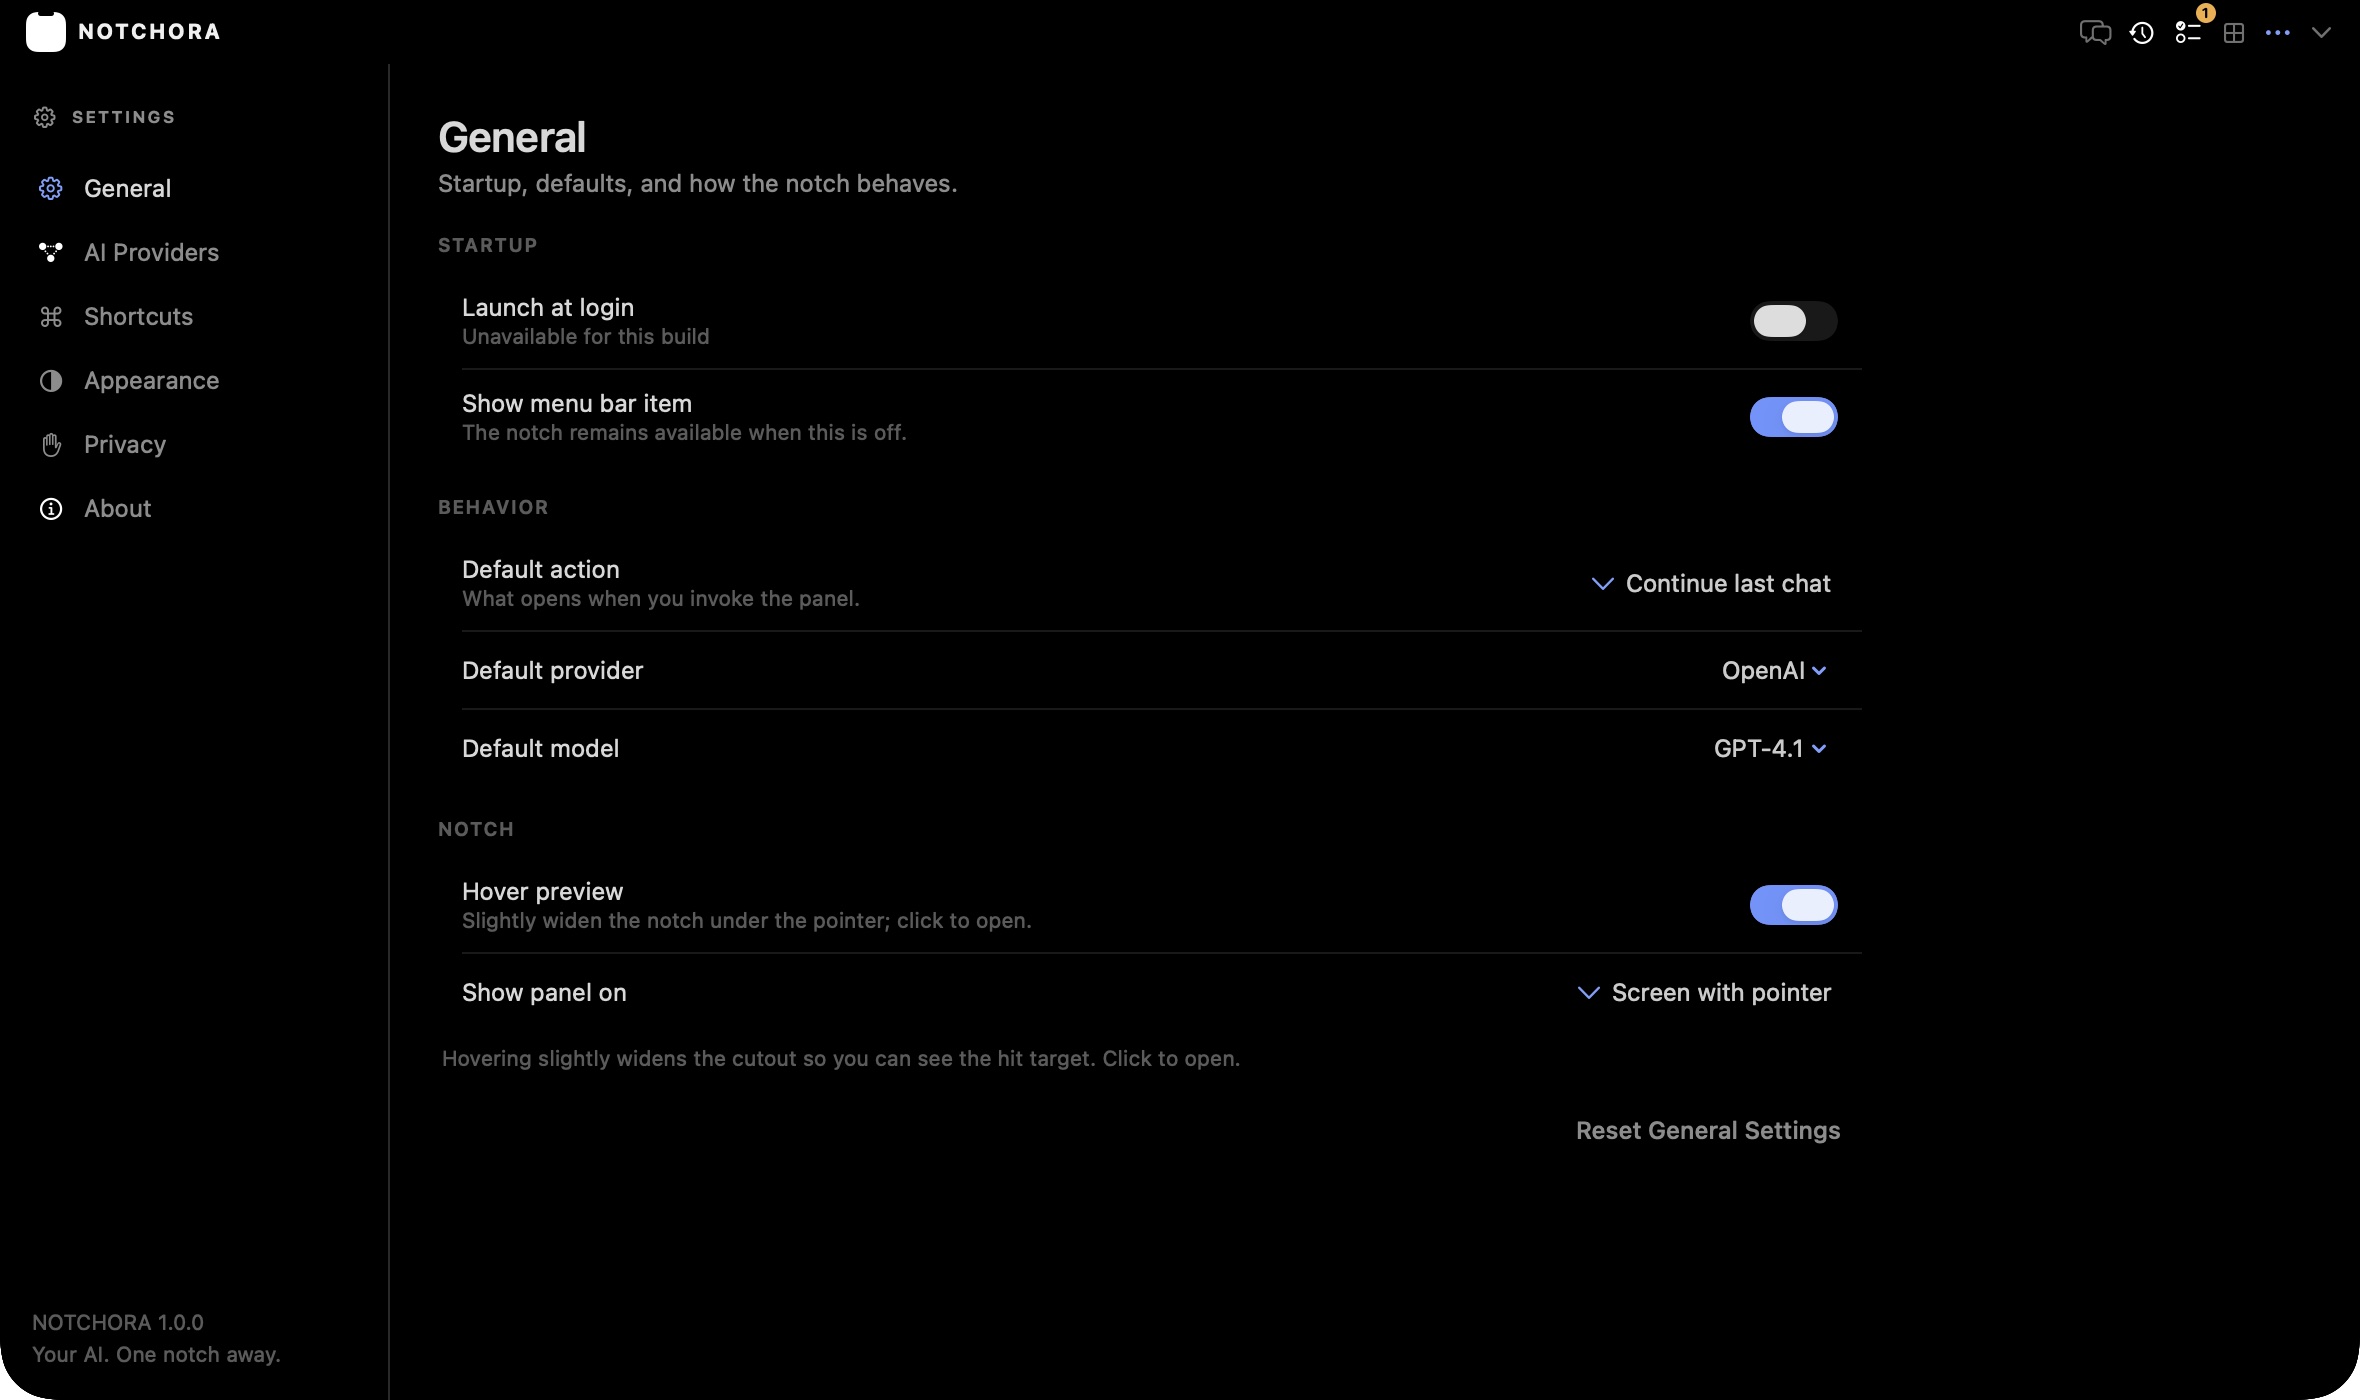 NOTCHORA
1
SETTINGS
General
AI Providers
Shortcuts
Appearance
Privacy
About
NOTCHORA 1.0.0
Your AI. One notch away.
General
Startup, defaults, and how the notch behaves.
STARTUP
Launch at login
Unavailable for this build
Show menu bar item
The notch remains available when this is off.
BEHAVIOR
Default action
What opens when you invoke the panel.
Continue last chat
Default provider
OpenAI
Default model
GPT-4.1
NOTCH
Hover preview
Slightly widen the notch under the pointer; click to open.
Show panel on
Screen with pointer
Hovering slightly widens the cutout so you can see the hit target. Click to open.
Reset General Settings